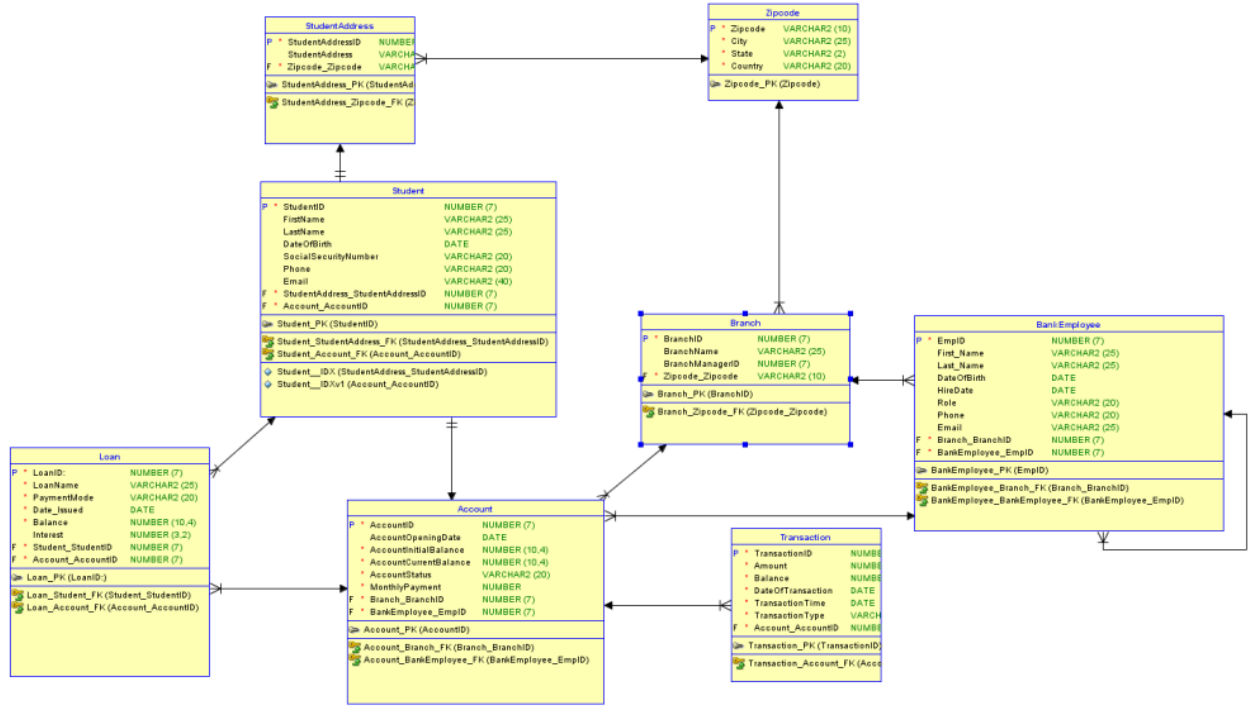 StudentAddress
P * StudentAddressID NUMBER
StudentAddress VARCHA
F * Zipcode_Zipcode VARCHA
StudentAddress_PK (StudentAd
StudentAddress_Zipcode_FK (Z
Zipcode
P * Zipcode VARCHAR2 (10)
* City VARCHAR2 (25)
* State VARCHAR2 (2)
* Country VARCHAR2 (20)
Zipcode_PK (Zipcode)
Student
P * StudentID NUMBER (7)
FirstName VARCHAR2 (25)
LastName VARCHAR2 (25)
DateOfBirth DATE
SocialSecurityNumber VARCHAR2 (20)
Phone VARCHAR2 (20)
Email VARCHAR2 (40)
F * StudentAddress_StudentAddressID NUMBER (7)
F * Account_AccountID NUMBER (7)
Student_PK (StudentID)
Student_StudentAddress_FK (StudentAddress_StudentAddressID)
Student_Account_FK (Account_AccountID)
Student__IDX (StudentAddress_StudentAddressID)
Student__IDXv1 (Account_AccountID)
Branch
P * BranchID NUMBER (7)
BranchName VARCHAR2 (25)
BranchManagerID NUMBER (7)
F * Zipcode_Zipcode VARCHAR2 (10)
Branch_PK (BranchID)
Branch_Zipcode_FK (Zipcode_Zipcode)
BankEmployee
P * EmpID NUMBER (7)
First_Name VARCHAR2 (25)
Last_Name VARCHAR2 (25)
DateOfBirth DATE
HireDate DATE
Role VARCHAR2 (20)
Phone VARCHAR2 (20)
Email VARCHAR2 (25)
F * Branch_BranchID NUMBER (7)
F * BankEmployee_EmpID NUMBER (7)
BankEmployee_PK (EmpID)
BankEmployee_Branch_FK (Branch_BranchID)
BankEmployee_BankEmployee_FK (BankEmployee_EmpID)
Loan
P * LoanID: NUMBER (7)
* LoanName VARCHAR2 (25)
* PaymentMode VARCHAR2 (20)
* Date_Issued DATE
* Balance NUMBER (10,4)
Interest NUMBER (3,2)
F * Student_StudentID NUMBER (7)
F * Account_AccountID NUMBER (7)
Loan_PK (LoanID:)
Loan_Student_FK (Student_StudentID)
Loan_Account_FK (Account_AccountID)
Account
P * AccountID NUMBER (7)
AccountOpeningDate DATE
* AccountInitialBalance NUMBER (10,4)
* AccountCurrentBalance NUMBER (10,4)
* AccountStatus VARCHAR2 (20)
* MonthlyPayment NUMBER
F * Branch_BranchID NUMBER (7)
F * BankEmployee_EmpID NUMBER (7)
Account_PK (AccountID)
Account_Branch_FK (Branch_BranchID)
Account_BankEmployee_FK (BankEmployee_EmpID)
Transaction
P * TransactionID NUMBE
* Amount NUMBE
* Balance NUMBE
* DateOfTransaction DATE
* TransactionTime DATE
* TransactionType VARCH
F * Account_AccountID NUMBE
Transaction_PK (TransactionID)
Transaction_Account_FK (Acco